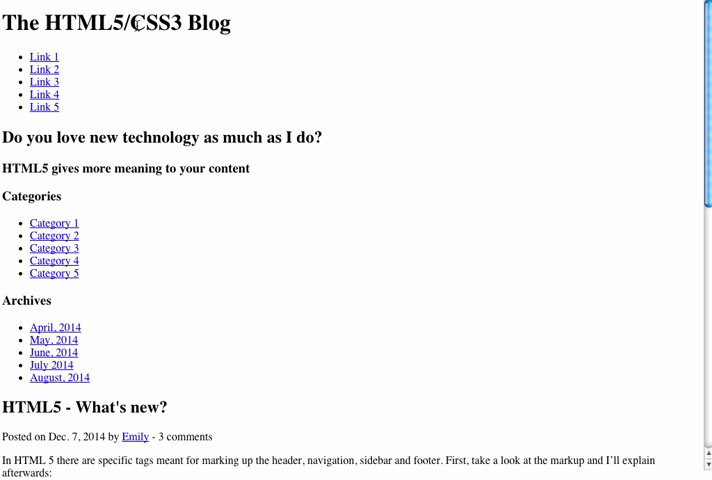 The HTML5/CSS3 Blog
Link 1
Link 2
Link 3
Link 4
Link 5
Do you love new technology as much as I do?
HTML5 gives more meaning to your content
Categories
Category 1
Category 2
Category 3
Category 4
Category 5
Archives
April, 2014
May, 2014
June, 2014
July 2014
August, 2014
HTML5 - What's new?
Posted on Dec. 7, 2014 by Emily - 3 comments
In HTML 5 there are specific tags meant for marking up the header, navigation, sidebar and footer. First, take a look at the markup and I’ll explain
afterwards: